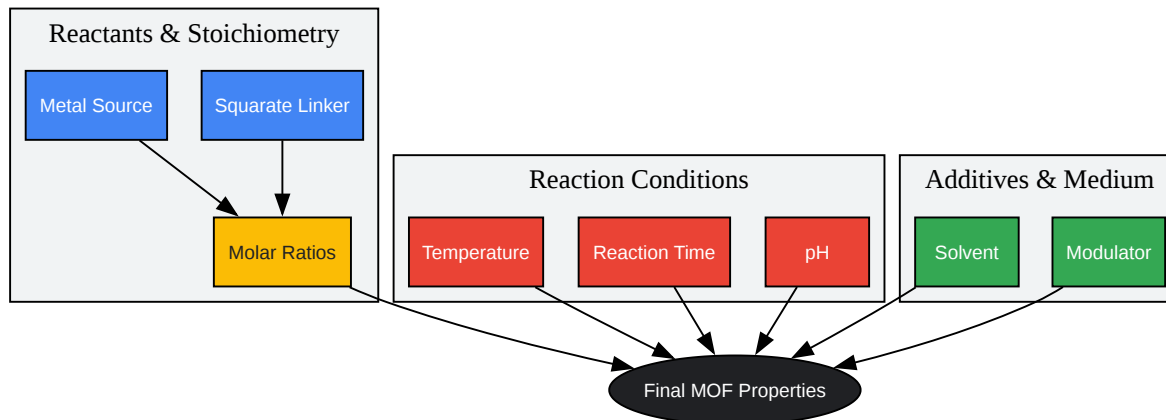 Reactants & Stoichiometry
Metal Source
Squarate Linker
Molar Ratios
Reaction Conditions
Temperature
Reaction Time
pH
Additives & Medium
Solvent
Modulator
Final MOF Properties